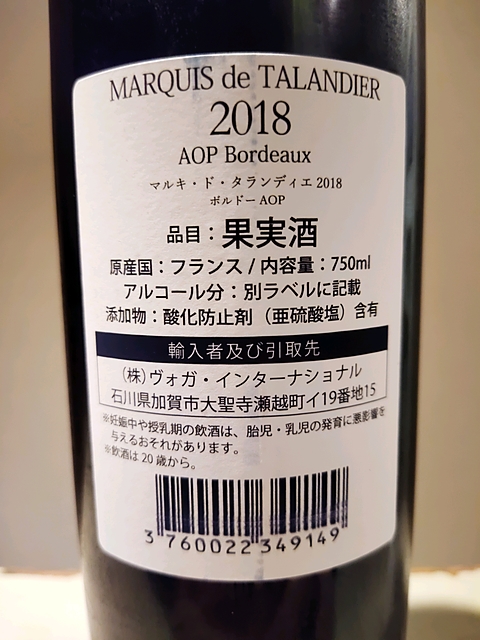 MARQUIS de TALANDIER
2018
AOP Bordeaux
マルキ・ド・タランディエ 2018
ボルドー AOP
品目：果実酒
原産国：フランス / 内容量：750ml
アルコール分：別ラベルに記載
添加物：酸化防止剤（亜硫酸塩）含有
輸入者及び引取先
(株)ヴォガ・インターナショナル
石川県加賀市大聖寺瀬越町イ19番地15
※妊娠中や授乳期の飲酒は、胎児・乳児の発育に悪影響を
与えるおそれがあります。
※飲酒は20歳から。
3 760022 349149